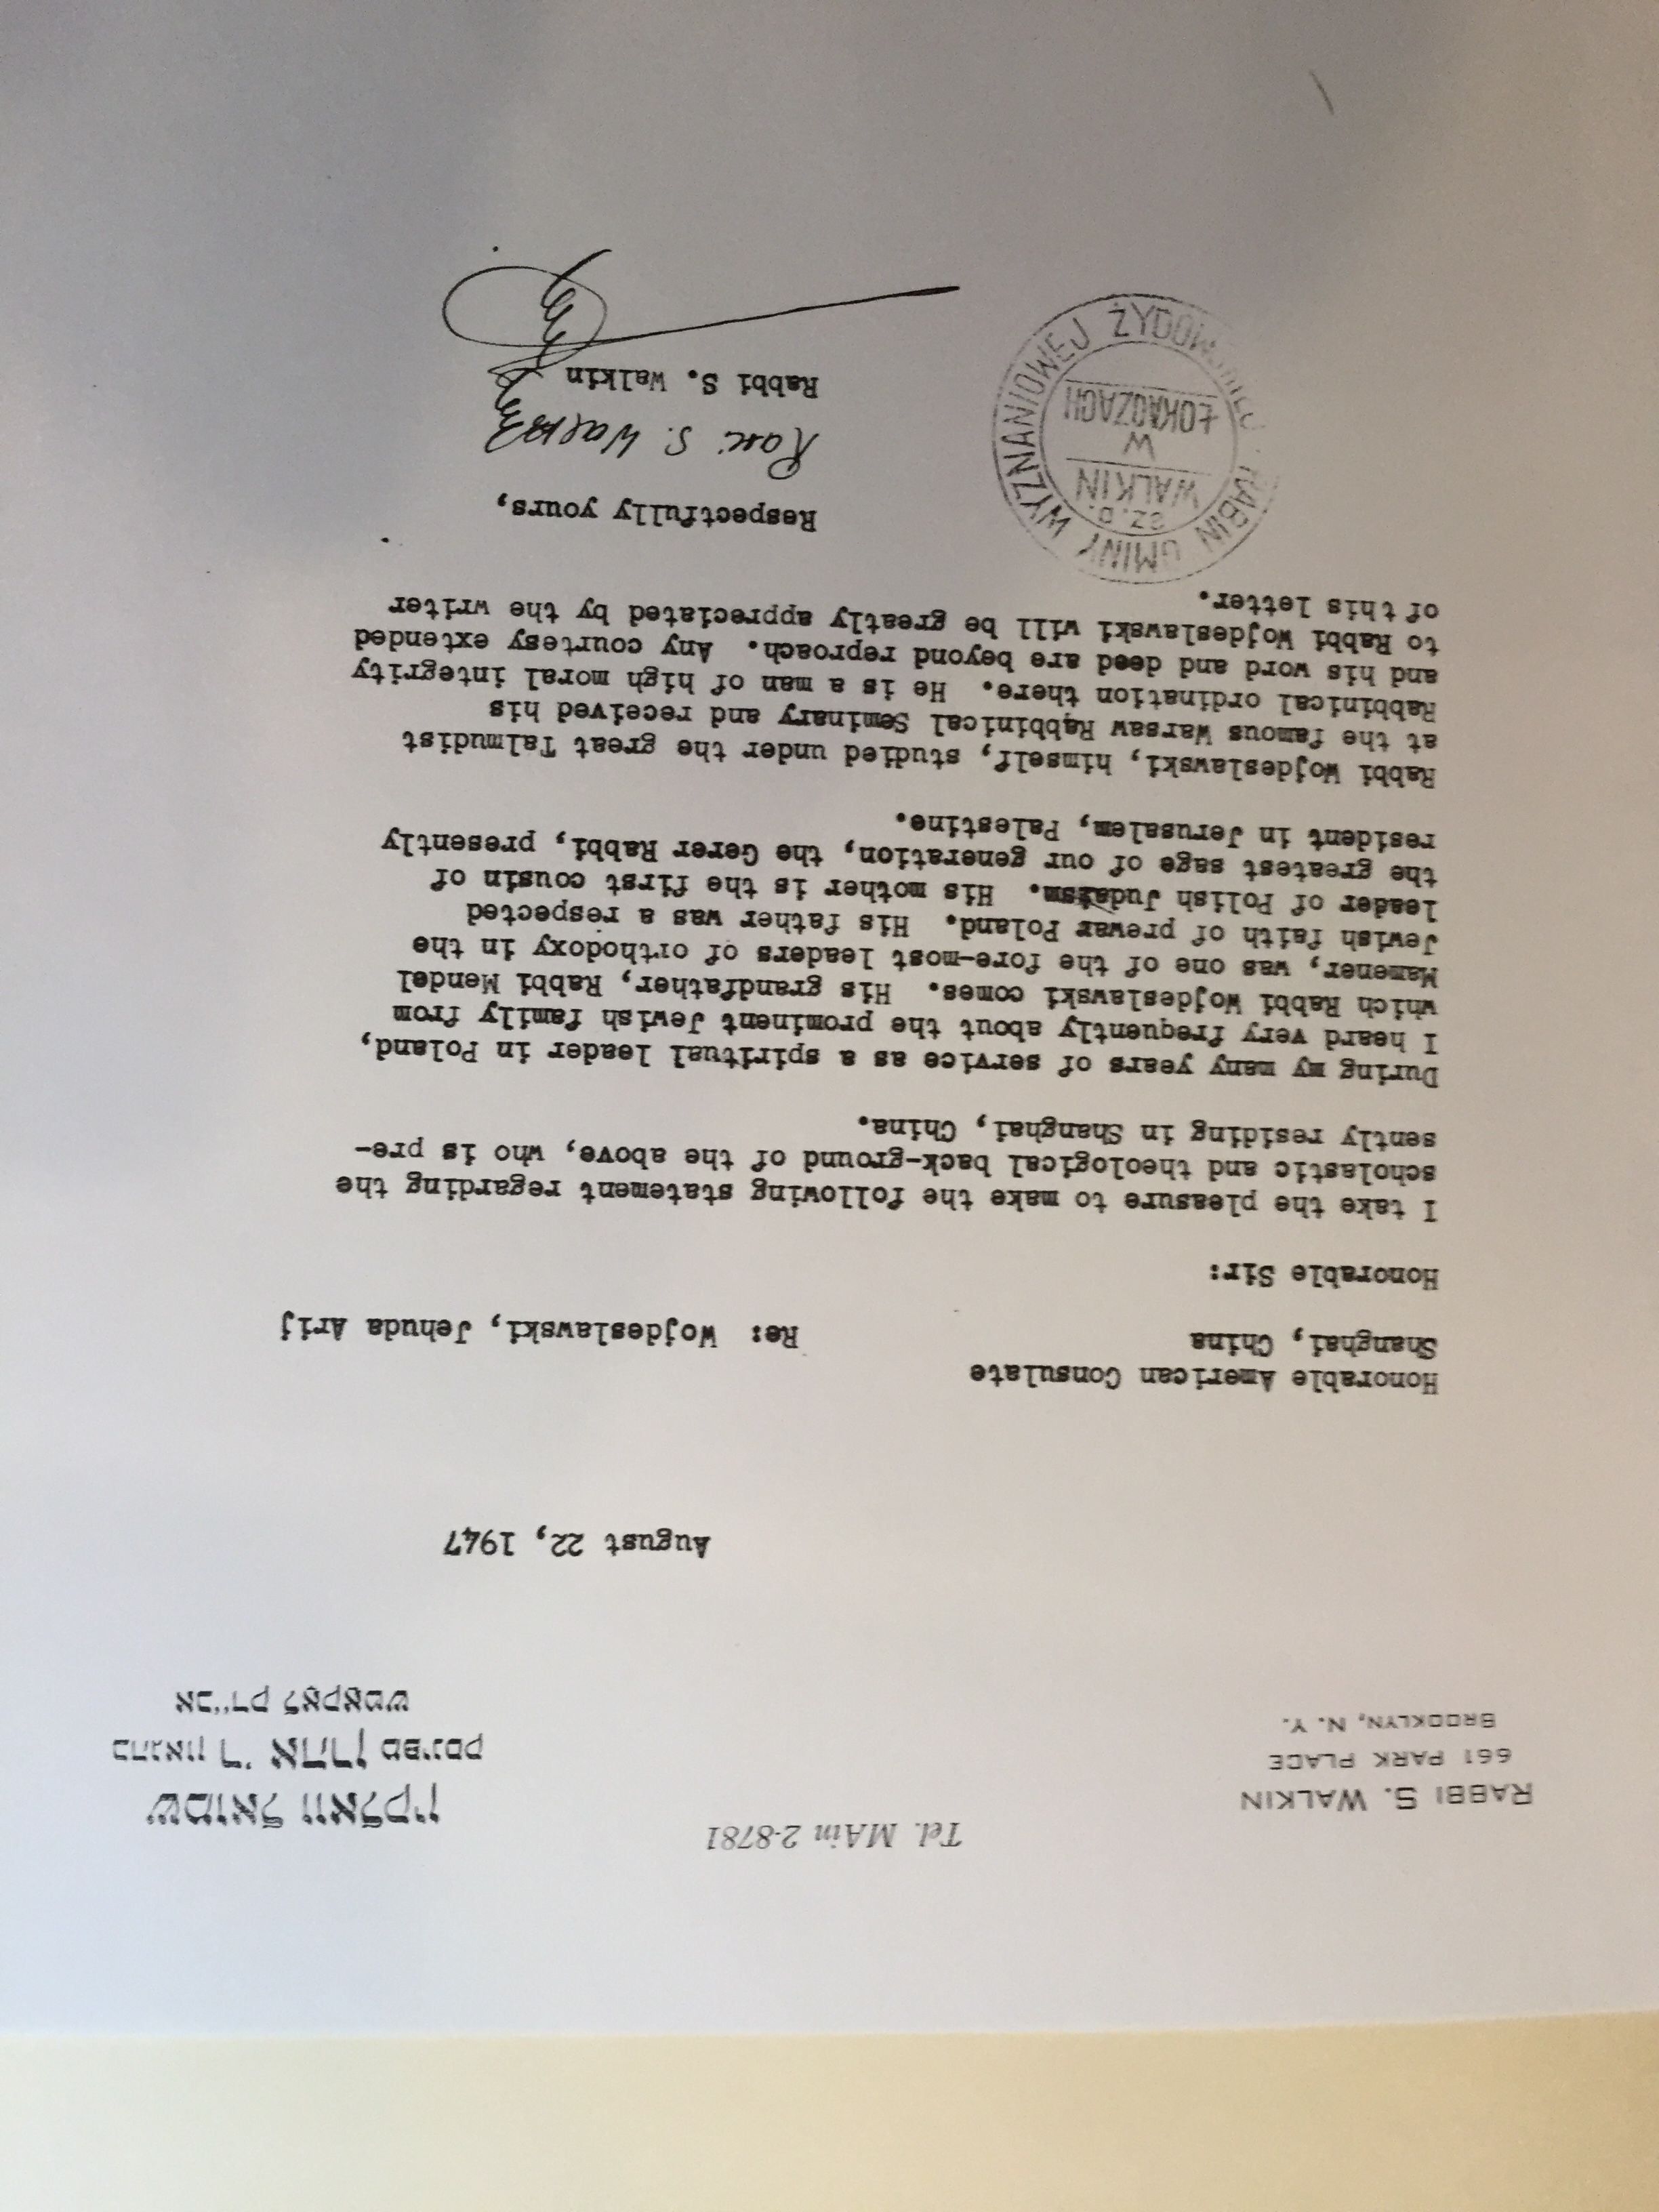 Tel. MAin 2-8781
RABBI S. WALKIN
661 PARK PLACE
BROOKLYN, N. Y.
שמואל וואלקין
בהגאון ר' אהרן מפינסק
אב״ד לאקאטש
August 22, 1947
Honorable American Consulate
Shanghai, China
Re: Wojdeslawski, Jehuda Arij
Honorable Sir:
I take the pleasure to make the following statement regarding the
scholastic and theological back-ground of the above, who is pre-
sently residing in Shanghai, China.
During my many years of service as a spiritual leader in Poland,
I heard very frequently about the prominent Jewish family from
which Rabbi Wojdeslawski comes. His grandfather, Rabbi Mendel
Mamener, was one of the fore-most leaders of orthodoxy in the
Jewish faith of prewar Poland. His father was a respected
leader of Polish Judaism. His mother is the first cousin of
the greatest sage of our generation, the Gerer Rabbi, presently
resident in Jerusalem, Palestine.
Rabbi Wojdeslawski, himself, studied under the great Talmudist
at the famous Warsaw Rabbinical Seminary and received his
Rabbinical ordination there. He is a man of high moral integrity
and his word and deed are beyond reproach. Any courtesy extended
to Rabbi Wojdeslawski will be greatly appreciated by the writer
of this letter.
Respectfully yours,
Rabbi S. Walkin
RABIN GMINY WYZNANIOWEJ
SZ.D.
WALKIN
W
ŁOKACZACH